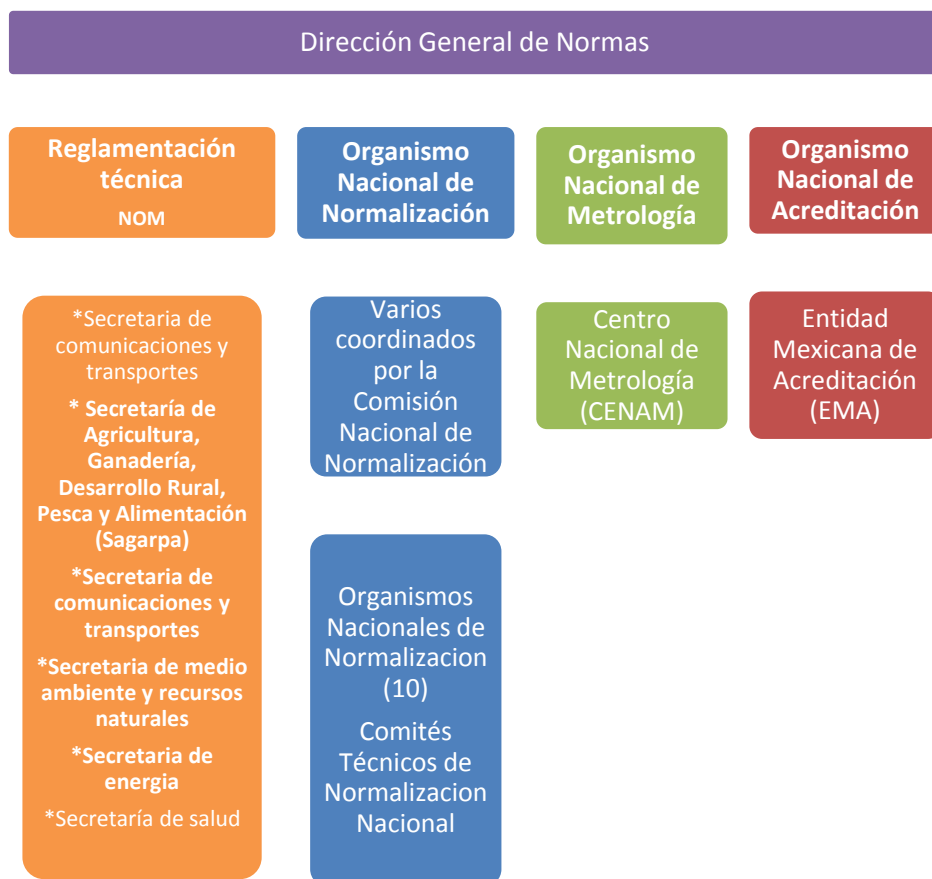 Dirección General de Normas
Reglamentación
técnica
NOM
Organismo
Nacional de
Normalización
Organismo
Nacional de
Metrología
Organismo
Nacional de
Acreditación
*Secretaria de
comunicaciones y
transportes
* Secretaría de
Agricultura,
Ganadería,
Desarrollo Rural,
Pesca y Alimentación
(Sagarpa)
*Secretaria de
comunicaciones y
transportes
*Secretaria de medio
ambiente y recursos
naturales
*Secretaria de
energia
*Secretaría de salud
Varios
coordinados
por la
Comisión
Nacional de
Normalización
Organismos
Nacionales de
Normalizacion
(10)
Comités
Técnicos de
Normalizacion
Nacional
Centro
Nacional de
Metrología
(CENAM)
Entidad
Mexicana de
Acreditación
(EMA)